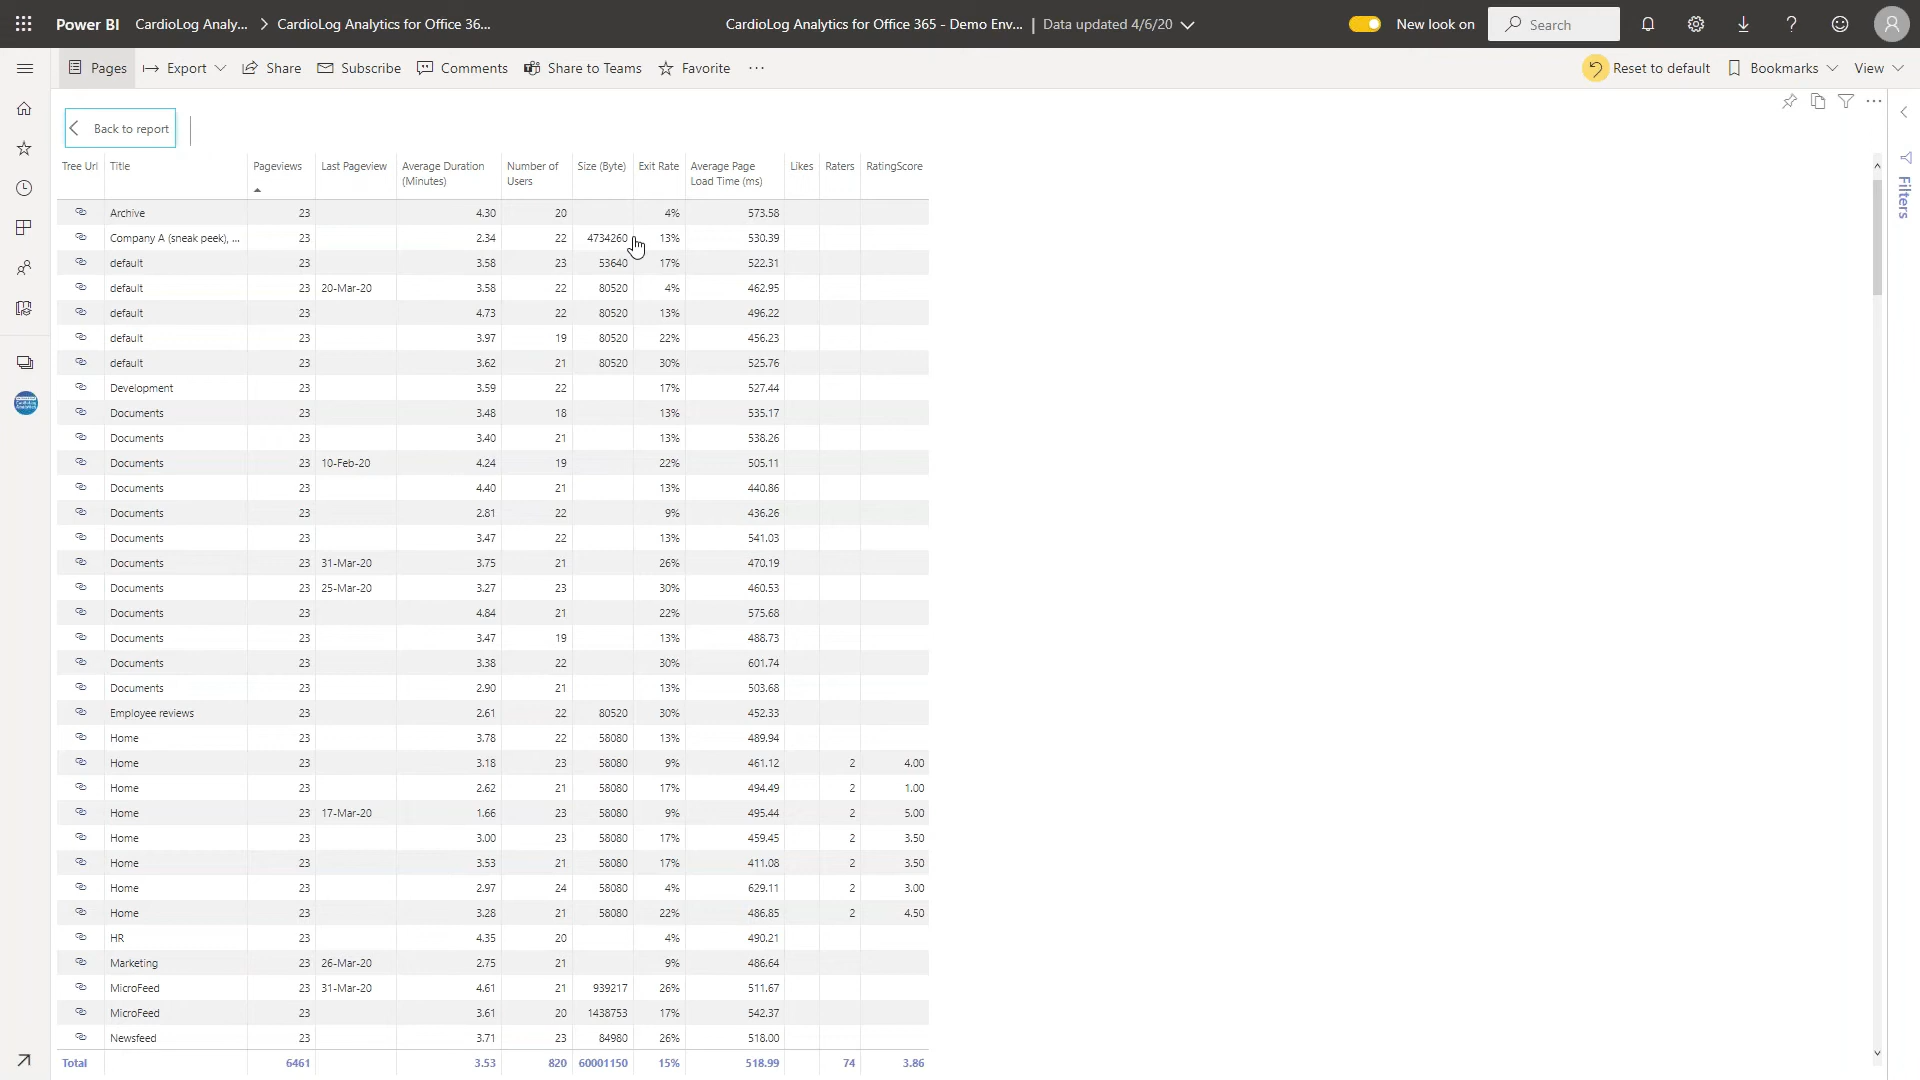 Power BI CardioLog Analy... CardioLog Analytics for Office 36... CardioLog Analytics for Office 365 - Demo Env... | Data updated 4/6/20 New look on Search
Pages Export Share Subscribe Comments Share to Teams Favorite ... Reset to default Bookmarks View
Back to report
Tree Url Title Pageviews Last Pageview Average Duration (Minutes) Number of Users Size (Byte) Exit Rate Average Page Load Time (ms) Likes Raters RatingScore
Filters
Archive 23 4.30 20 4% 573.58
Company A (sneak peek), ... 23 2.34 22 4734260 13% 530.39
default 23 3.58 23 53640 17% 522.31
default 23 20-Mar-20 3.58 22 80520 4% 462.95
default 23 4.73 22 80520 13% 496.22
default 23 3.97 19 80520 22% 456.23
default 23 3.62 21 80520 30% 525.76
Development 23 3.59 22 17% 527.44
Documents 23 3.48 18 13% 535.17
Documents 23 3.40 21 13% 538.26
Documents 23 10-Feb-20 4.24 19 22% 505.11
Documents 23 4.40 21 13% 440.86
Documents 23 2.81 22 9% 436.26
Documents 23 3.47 22 13% 541.03
Documents 23 31-Mar-20 3.75 21 26% 470.19
Documents 23 25-Mar-20 3.27 23 30% 460.53
Documents 23 4.84 21 22% 575.68
Documents 23 3.47 19 13% 488.73
Documents 23 3.38 22 30% 601.74
Documents 23 2.90 21 13% 503.68
Employee reviews 23 2.61 22 80520 30% 452.33
Home 23 3.78 22 58080 13% 489.94
Home 23 3.18 23 58080 9% 461.12 2 4.00
Home 23 2.62 21 58080 17% 494.49 2 1.00
Home 23 17-Mar-20 1.66 23 58080 9% 495.44 2 5.00
Home 23 3.00 23 58080 17% 459.45 2 3.50
Home 23 3.53 21 58080 17% 411.08 2 3.50
Home 23 2.97 24 58080 4% 629.11 2 3.00
Home 23 3.28 21 58080 22% 486.85 2 4.50
HR 23 4.35 20 4% 490.21
Marketing 23 26-Mar-20 2.75 21 9% 486.64
MicroFeed 23 31-Mar-20 4.61 21 939217 26% 511.67
MicroFeed 23 3.61 20 1438753 17% 542.37
Newsfeed 23 3.71 23 84980 26% 518.00
Total 6461 3.53 820 60001150 15% 518.99 74 3.86